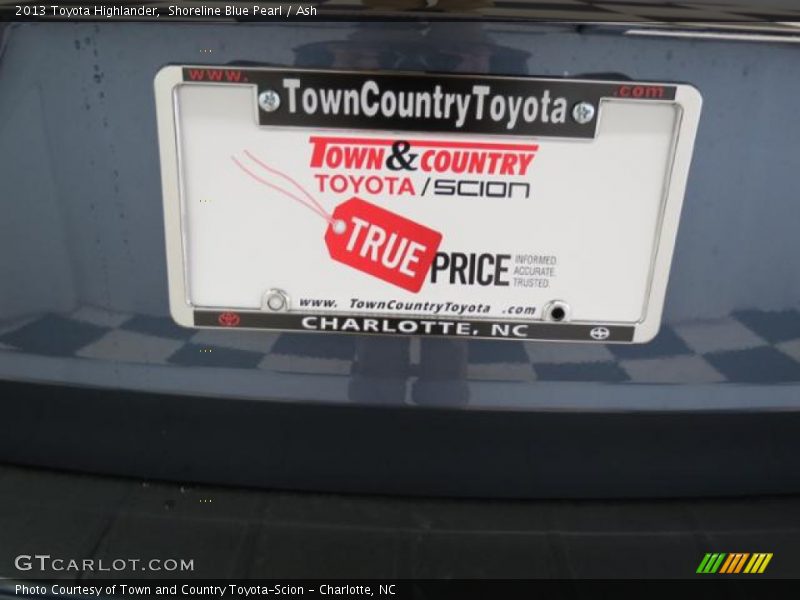 2013 Toyota Highlander,  Shoreline Blue Pearl / Ash
www. .com
TownCountryToyota
TOWN & COUNTRY
TOYOTA / SCION
TRUE PRICE
INFORMED.
ACCURATE.
TRUSTED.
www. TownCountryToyota .com
CHARLOTTE, NC
GTCARLOT.COM
Photo Courtesy of Town and Country Toyota-Scion - Charlotte, NC